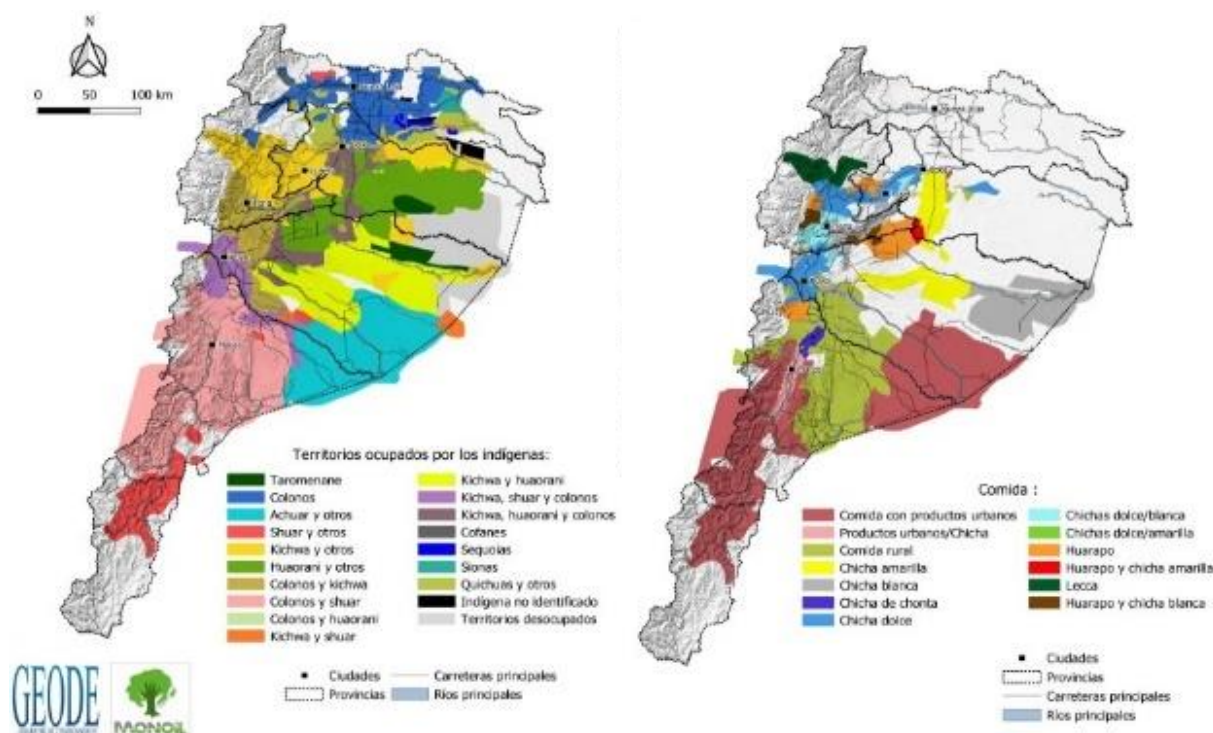 N
0 50 100 km
Territorios ocupados por los indígenas:
Taromenane
Colonos
Achuar y otros
Shuar y otros
Kichwa y otros
Huaorani y otros
Colonos y kichwa
Colonos y shuar
Colonos y huaorani
Kichwa y shuar
Kichwa y huaorani
Kichwa, shuar y colonos
Kichwa, huaorani y colonos
Cofanes
Sequoias
Sionas
Quichuas y otros
Indígena no identificado
Territorios desocupados
Ciudades
Provincias
Carreteras principales
Ríos principales
GEODE
MONOIL
Comida :
Comida con productos urbanos
Productos urbanos/Chicha
Comida rural
Chicha amarilla
Chicha blanca
Chicha de chonta
Chicha dolce
Chichas dolce/blanca
Chichas dolce/amarilla
Huarapo
Huarapo y chicha amarilla
Lecca
Huarapo y chicha blanca
Ciudades
Provincias
Carreteras principales
Ríos principales